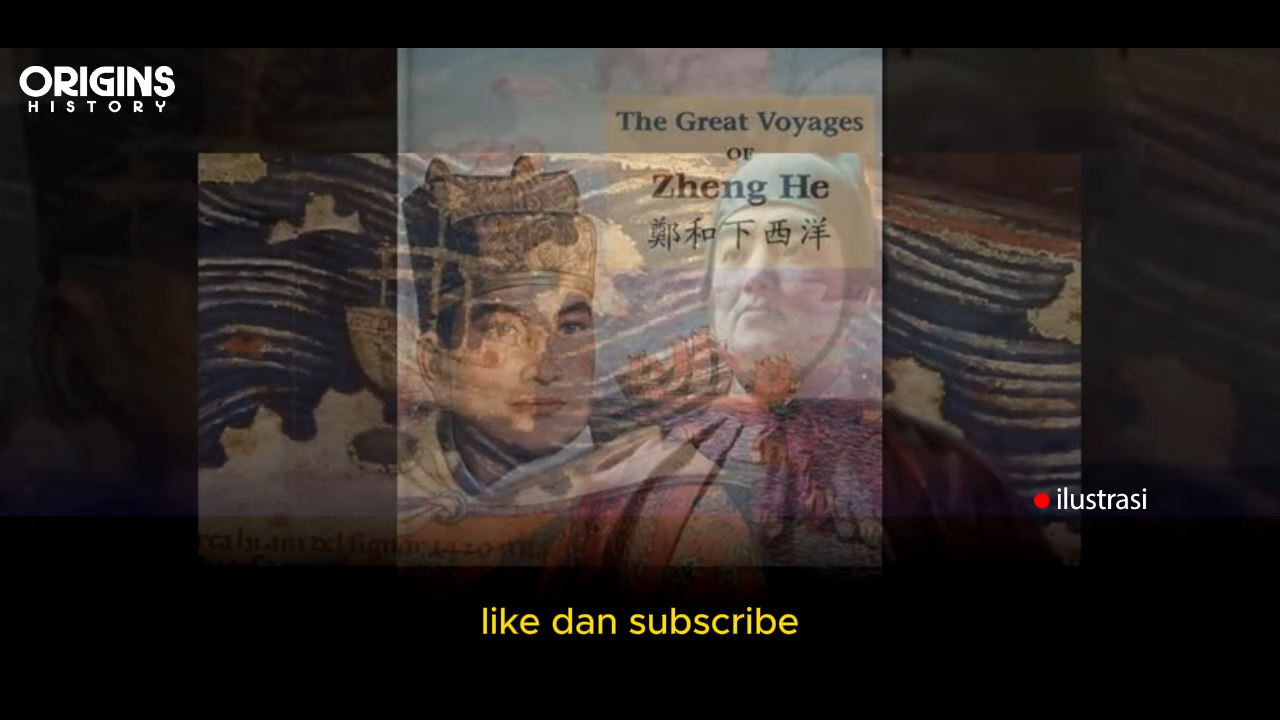 ORIGINS
HISTORY
The Great Voyages
OF
Zheng He
鄭和下西洋
ilustrasi
like dan subscribe